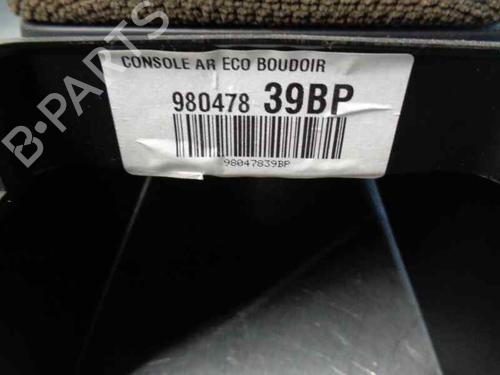 CONSOLE AR ECO BOUDOIR
980478 39BP
98047839BP
B-PARTS